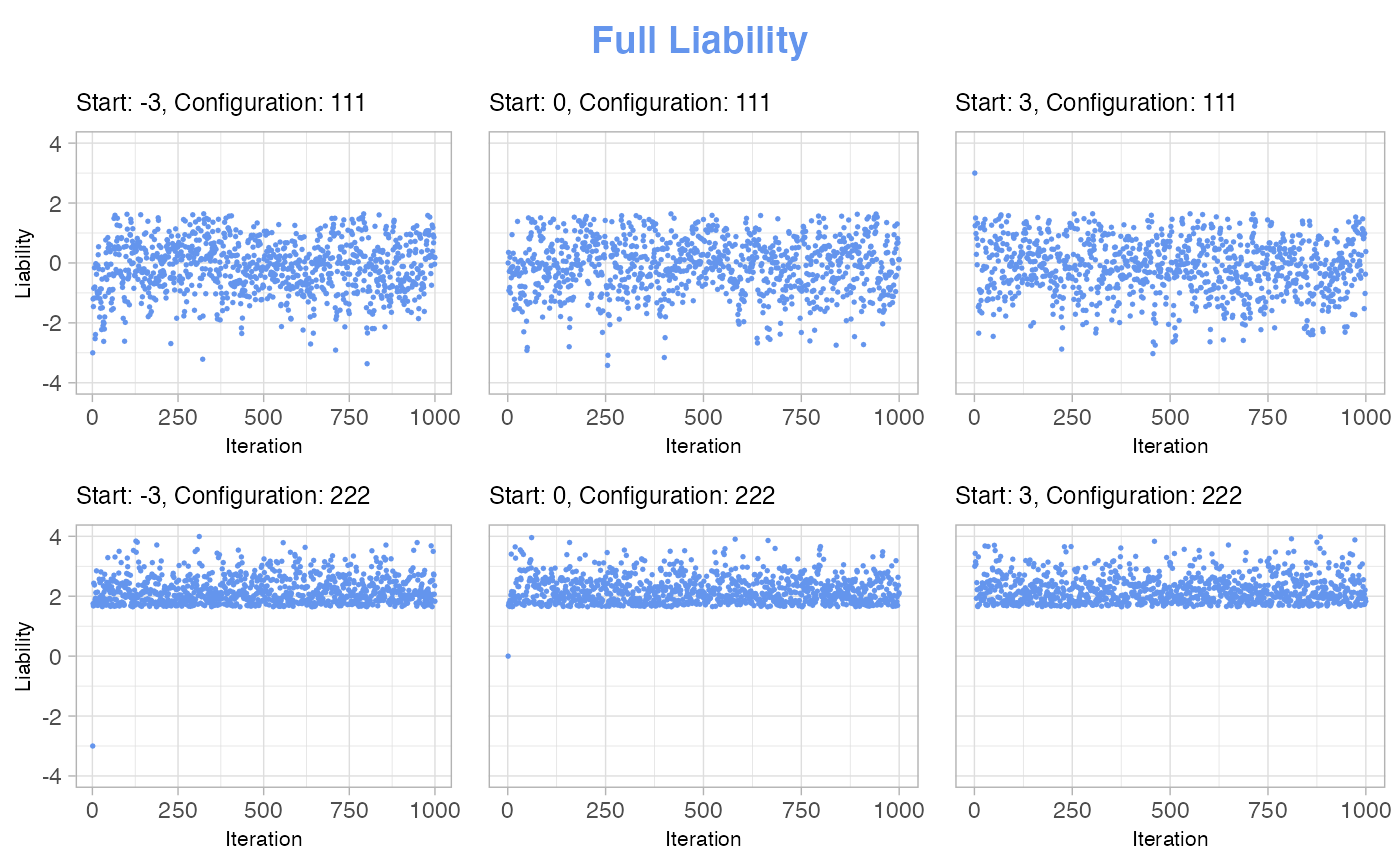 Full Liability
Start: -3, Configuration: 111
Start: 0, Configuration: 111
Start: 3, Configuration: 111
4
2
0
-2
-4
Liability
0 250 500 750 1000
0 250 500 750 1000
0 250 500 750 1000
Iteration
Iteration
Iteration
Start: -3, Configuration: 222
Start: 0, Configuration: 222
Start: 3, Configuration: 222
4
2
0
-2
-4
Liability
0 250 500 750 1000
0 250 500 750 1000
0 250 500 750 1000
Iteration
Iteration
Iteration